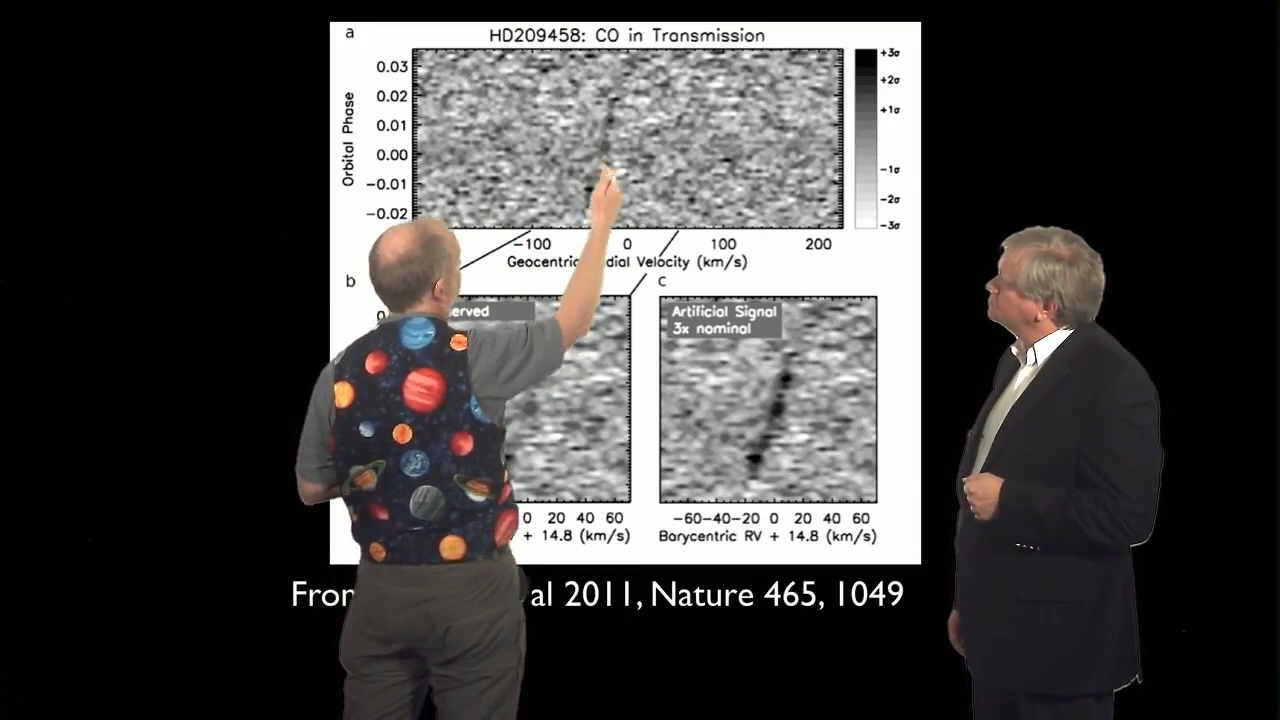 a
HD209458: CO in Transmission
+3σ
+2σ
+1σ
−1σ
−2σ
−3σ
Orbital Phase
0.03
0.02
0.01
0.00
−0.01
−0.02
−100 0 100 200
Geocentric Velocity (km/s)
b
c
Artificial Signal
3x nominal
0 20 40 60
+ 14.8 (km/s)
−60−40−20 0 20 40 60
Barycentric RV + 14.8 (km/s)
al 2011, Nature 465, 1049